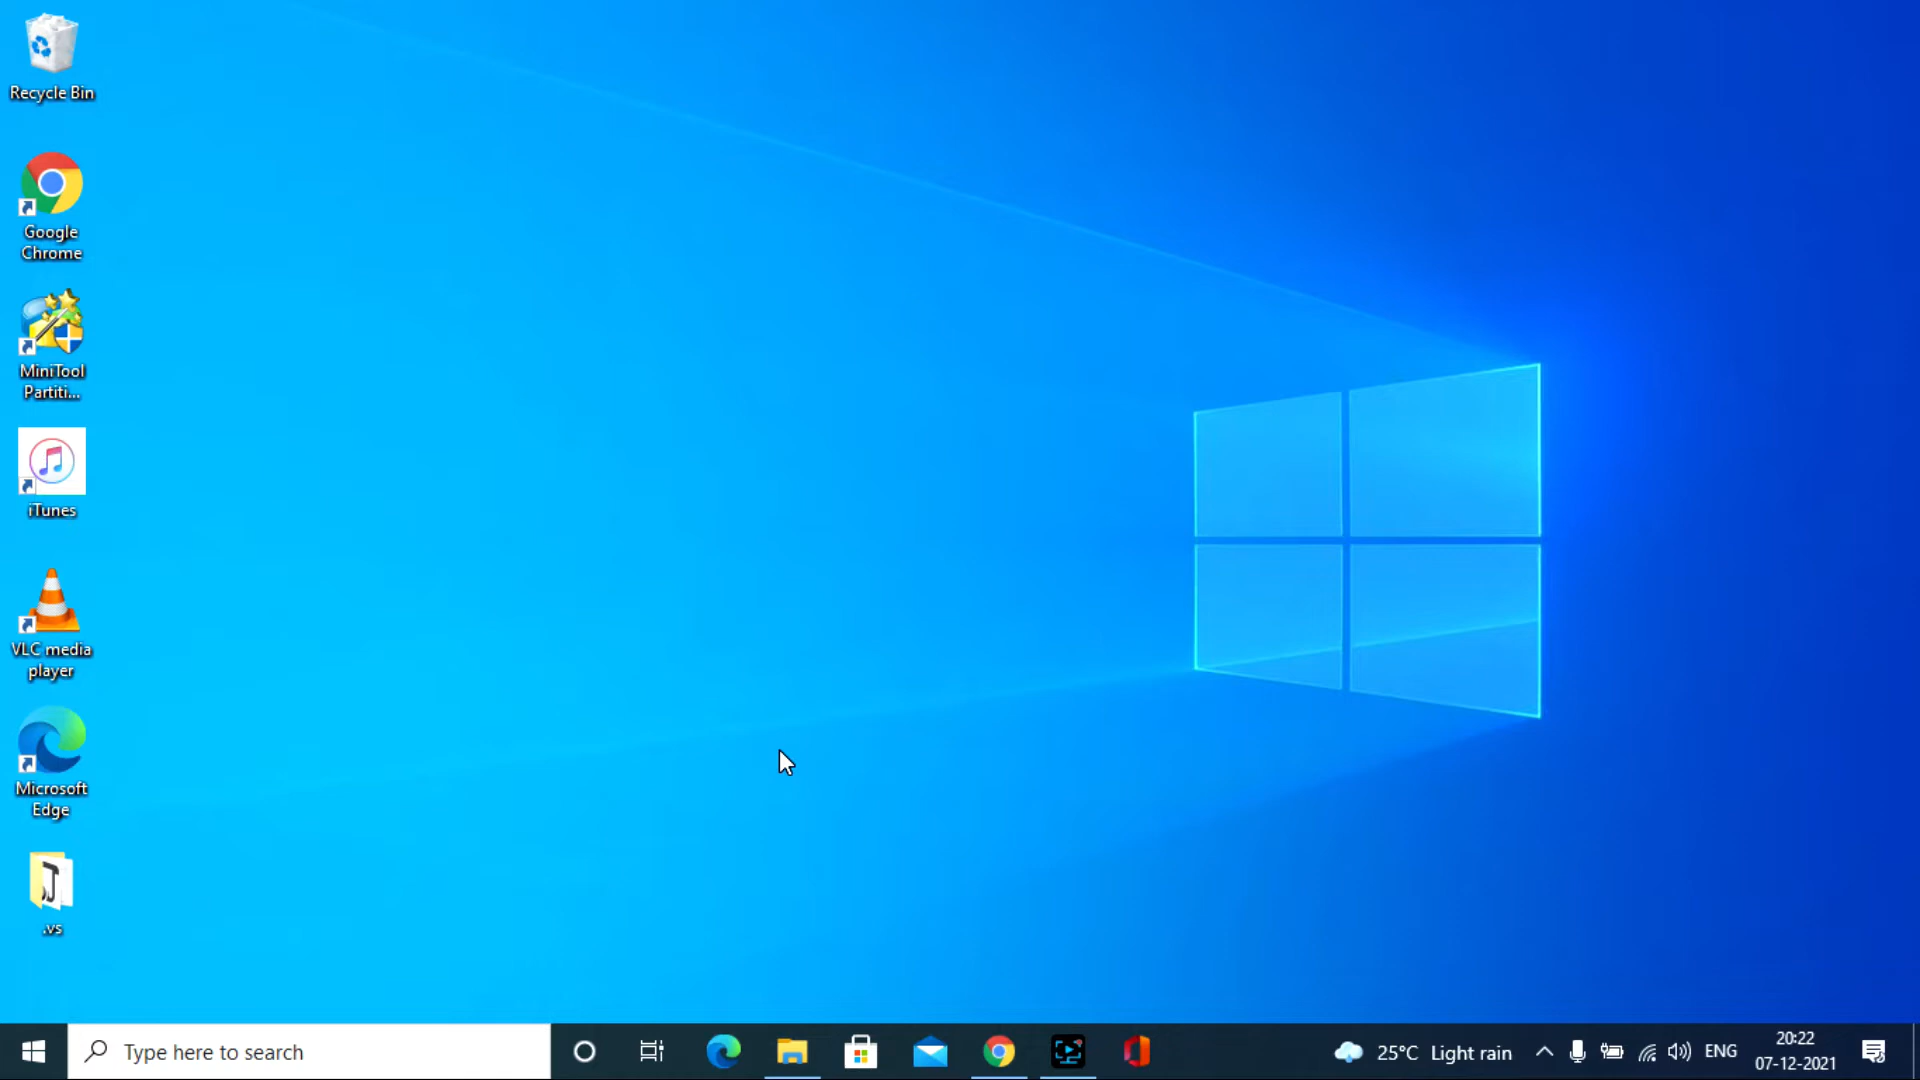 Recycle Bin
Google
Chrome
MiniTool
Partiti...
iTunes
VLC media
player
Microsoft
Edge
.vs
Type here to search
25°C Light rain
ENG
20:22
07-12-2021